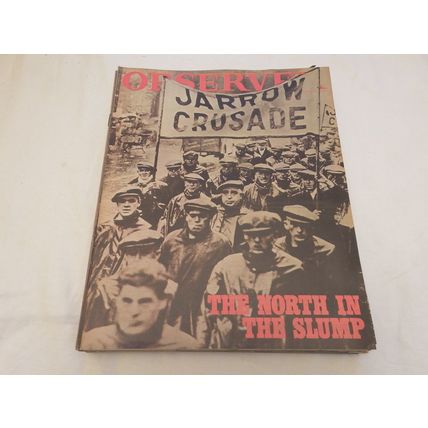 OBSERVER
JARROW
CRUSADE
THE NORTH IN
THE SLUMP